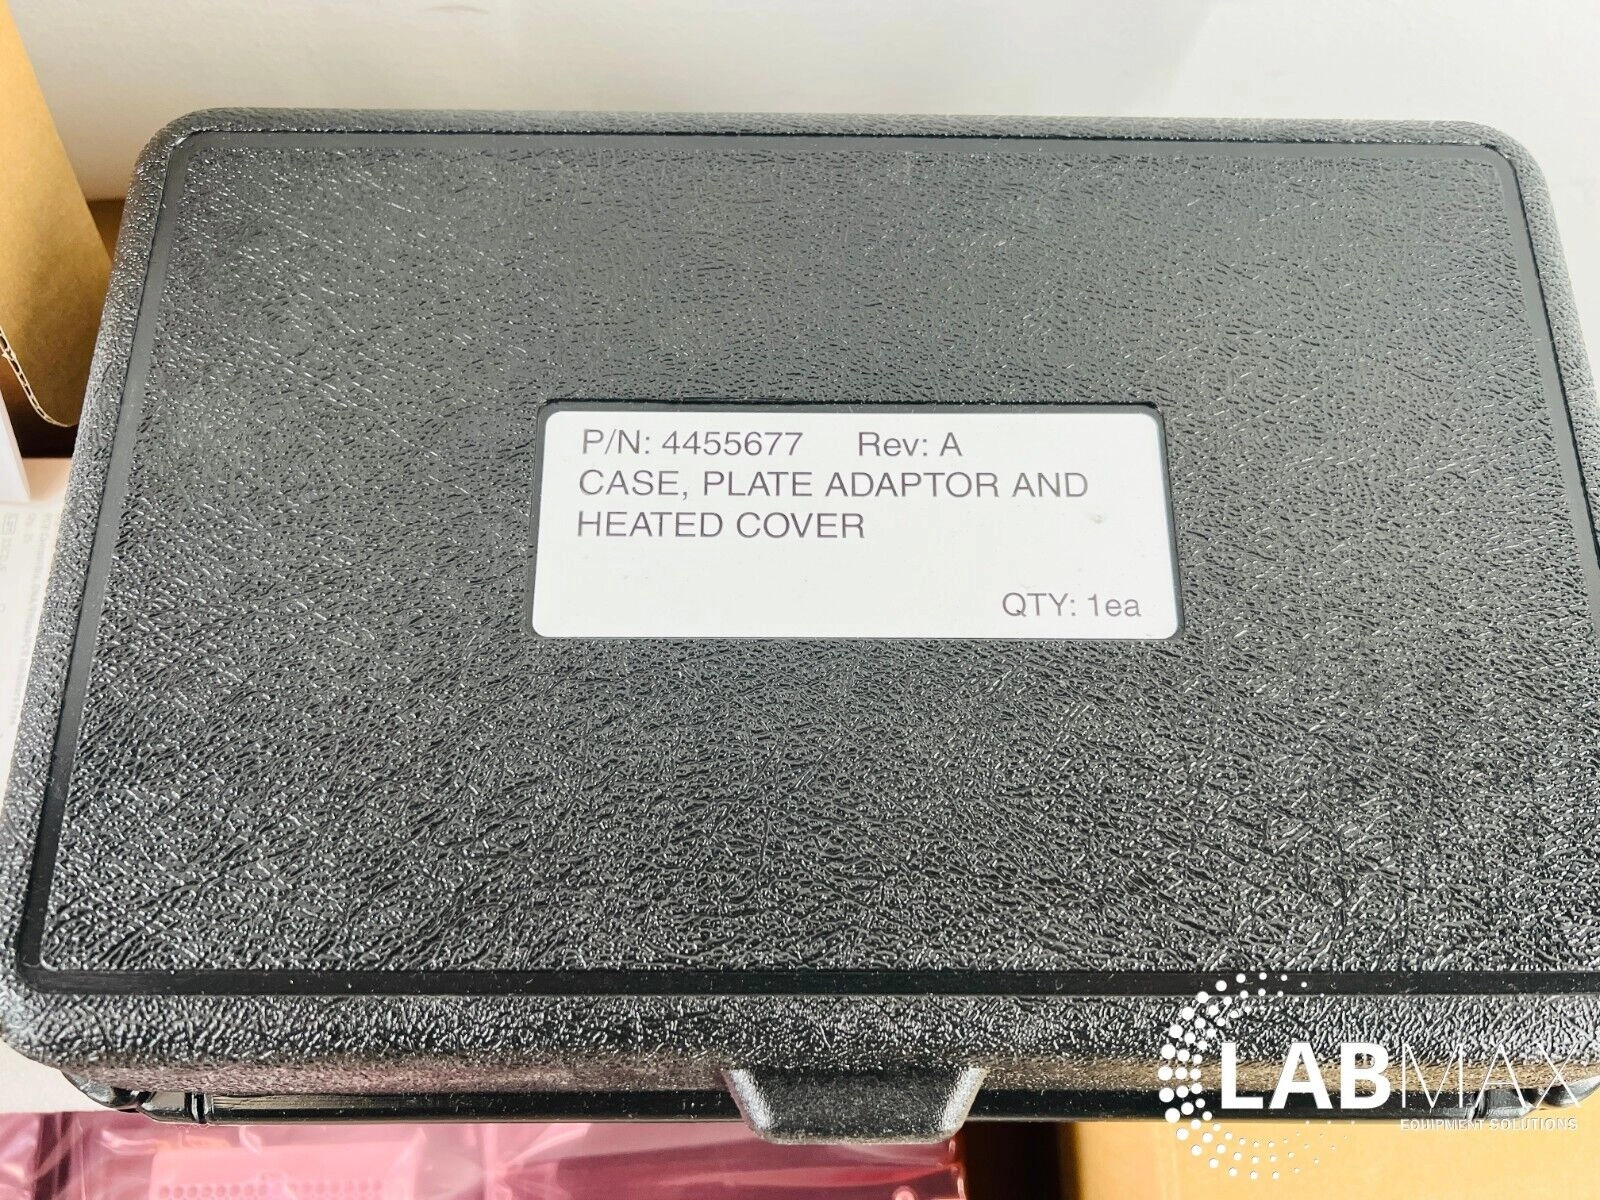 P/N: 4455677 Rev: A
CASE, PLATE ADAPTOR AND
HEATED COVER
QTY: 1ea
LABMAX
EQUIPMENT SOLUTIONS